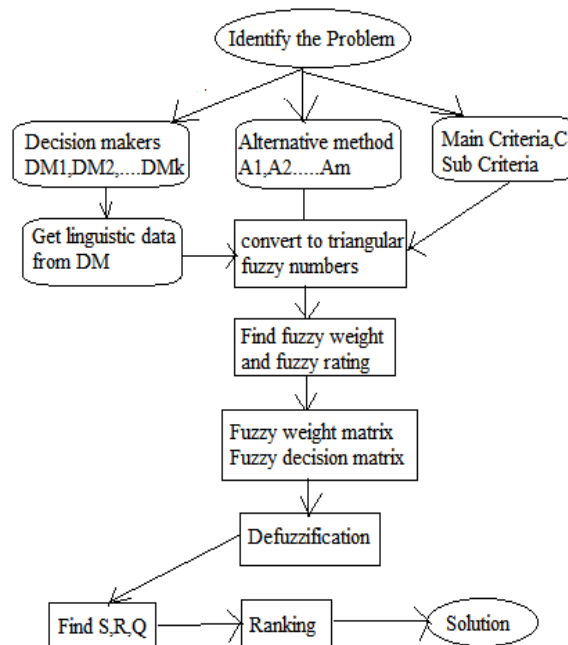 Identify the Problem
Decision makers
DM1,DM2,....DMk
Alternative method
A1,A2.....Am
Main Criteria,C
Sub Criteria
Get linguistic data
from DM
convert to triangular
fuzzy numbers
Find fuzzy weight
and fuzzy rating
Fuzzy weight matrix
Fuzzy decision matrix
Defuzzification
Find S,R,Q
Ranking
Solution